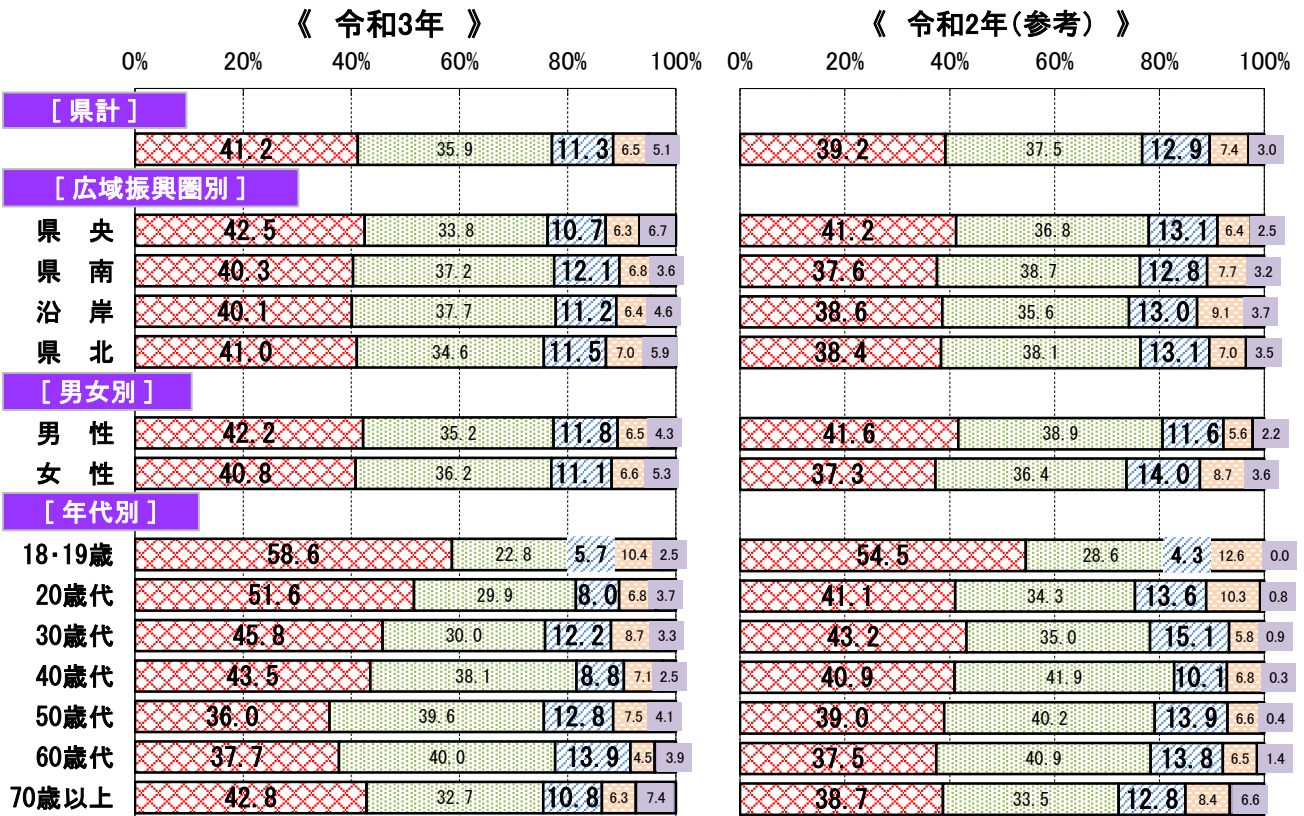 《 令和3年 》 《 令和2年(参考) 》
0% 20% 40% 60% 80% 100% 0% 20% 40% 60% 80% 100%
[ 県計 ]
41.2 35.9 11.3 6.5 5.1 39.2 37.5 12.9 7.4 3.0
[ 広域振興圏別 ]
県 央 42.5 33.8 10.7 6.3 6.7 41.2 36.8 13.1 6.4 2.5
県 南 40.3 37.2 12.1 6.8 3.6 37.6 38.7 12.8 7.7 3.2
沿 岸 40.1 37.7 11.2 6.4 4.6 38.6 35.6 13.0 9.1 3.7
県 北 41.0 34.6 11.5 7.0 5.9 38.4 38.1 13.1 7.0 3.5
[ 男女別 ]
男 性 42.2 35.2 11.8 6.5 4.3 41.6 38.9 11.6 5.6 2.2
女 性 40.8 36.2 11.1 6.6 5.3 37.3 36.4 14.0 8.7 3.6
[ 年代別 ]
18・19歳 58.6 22.8 5.7 10.4 2.5 54.5 28.6 4.3 12.6 0.0
20歳代 51.6 29.9 8.0 6.8 3.7 41.1 34.3 13.6 10.3 0.8
30歳代 45.8 30.0 12.2 8.7 3.3 43.2 35.0 15.1 5.8 0.9
40歳代 43.5 38.1 8.8 7.1 2.5 40.9 41.9 10.1 6.8 0.3
50歳代 36.0 39.6 12.8 7.5 4.1 39.0 40.2 13.9 6.6 0.4
60歳代 37.7 40.0 13.9 4.5 3.9 37.5 40.9 13.8 6.5 1.4
70歳以上 42.8 32.7 10.8 6.3 7.4 38.7 33.5 12.8 8.4 6.6